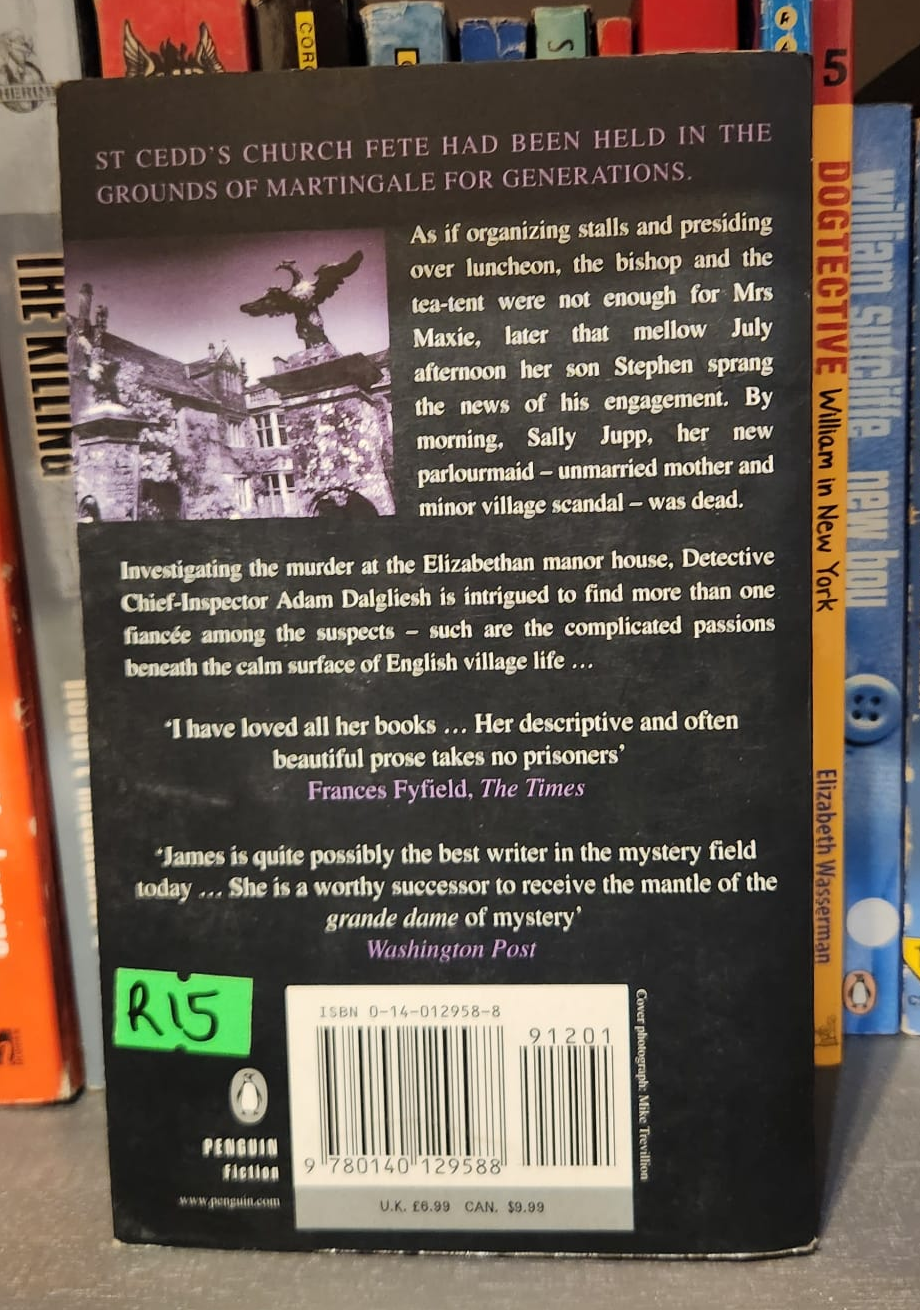 ST CEDD'S CHURCH FETE HAD BEEN HELD IN THE
GROUNDS OF MARTINGALE FOR GENERATIONS.
As if organizing stalls and presiding
over luncheon, the bishop and the
tea-tent were not enough for Mrs
Maxie, later that mellow July
afternoon her son Stephen sprang
the news of his engagement. By
morning, Sally Jupp, her new
parlourmaid – unmarried mother and
minor village scandal – was dead.
Investigating the murder at the Elizabethan manor house, Detective
Chief-Inspector Adam Dalgliesh is intrigued to find more than one
fiancée among the suspects – such are the complicated passions
beneath the calm surface of English village life ...
'I have loved all her books ... Her descriptive and often
beautiful prose takes no prisoners'
Frances Fyfield, The Times
'James is quite possibly the best writer in the mystery field
today ... She is a worthy successor to receive the mantle of the
grande dame of mystery'
Washington Post
R15
PENGUIN
Fiction
www.penguin.com
ISBN 0-14-012958-8
91201
9 780140 129588
U.K. £6.99 CAN. $9.99
Cover photograph: Mike Trevillion
THE KILLING
5
DOGTECTIVE William in New York
Elizabeth Wasserman
william sutcliffe new boy